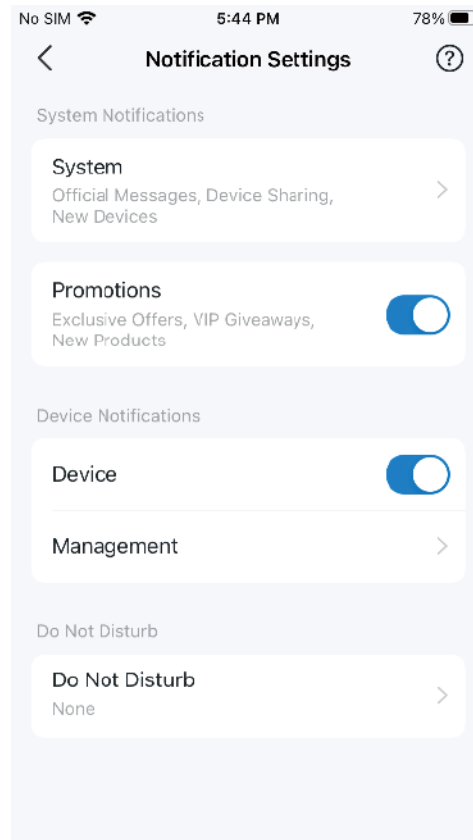 No SIM 5:44 PM 78%
Notification Settings ?
System Notifications
System
Official Messages, Device Sharing,
New Devices
Promotions
Exclusive Offers, VIP Giveaways,
New Products
Device Notifications
Device
Management
Do Not Disturb
Do Not Disturb
None